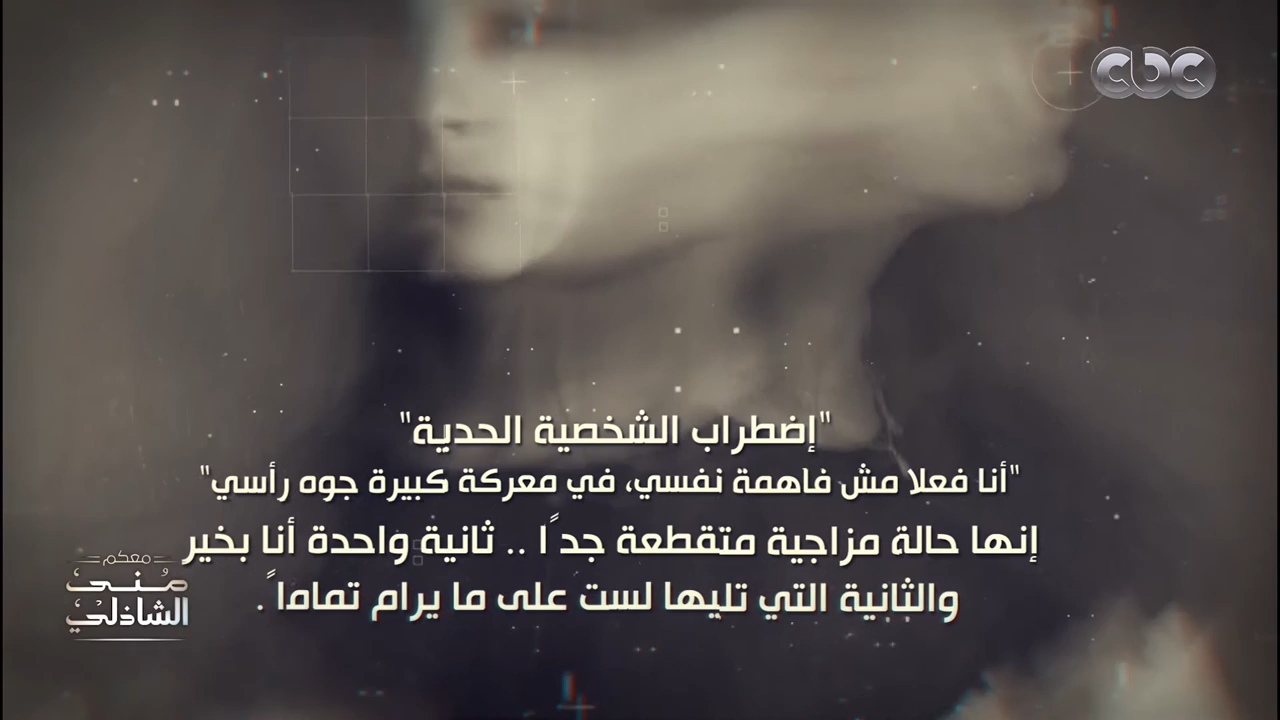 cbc
"إضطراب الشخصية الحدية"
"أنا فعلا مش فاهمة نفسي، في معركة كبيرة جوه رأسي"
إنها حالة مزاجية متقطعة جدًا .. ثانية واحدة أنا بخير
والثانية التي تليها لست على ما يرام تماماً .
معكم
منى
الشاذلي